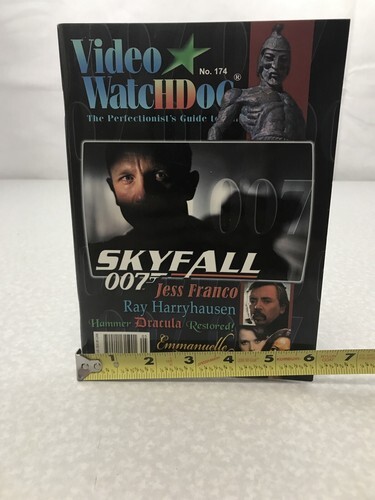 Video
No. 174
WatcHDoG®
The Perfectionist's Guide to
007
SKYFALL
007
Jess Franco
Ray Harryhausen
Hammer Dracula Restored!
Emmanuelle
1 2 3 4 5 6 7